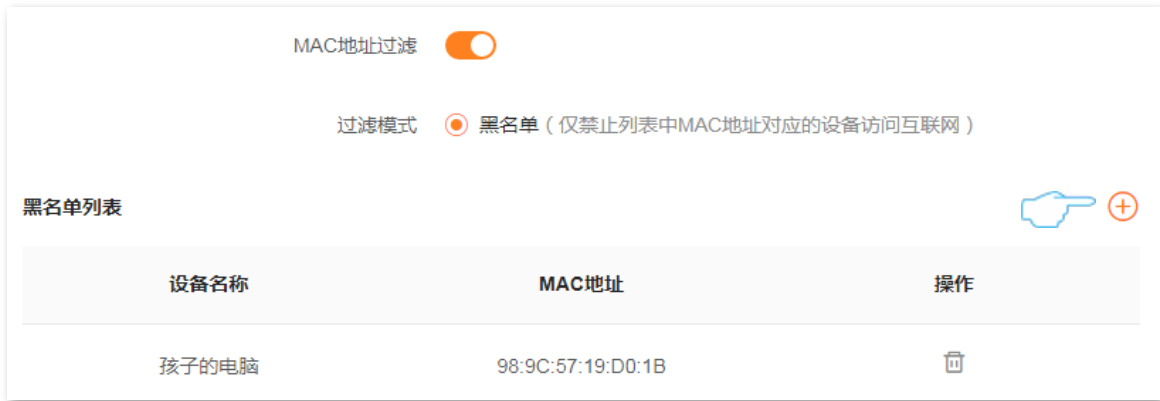 MAC地址过滤
过滤模式 黑名单（仅禁止列表中MAC地址对应的设备访问互联网）
黑名单列表
设备名称 MAC地址 操作
孩子的电脑 98:9C:57:19:D0:1B